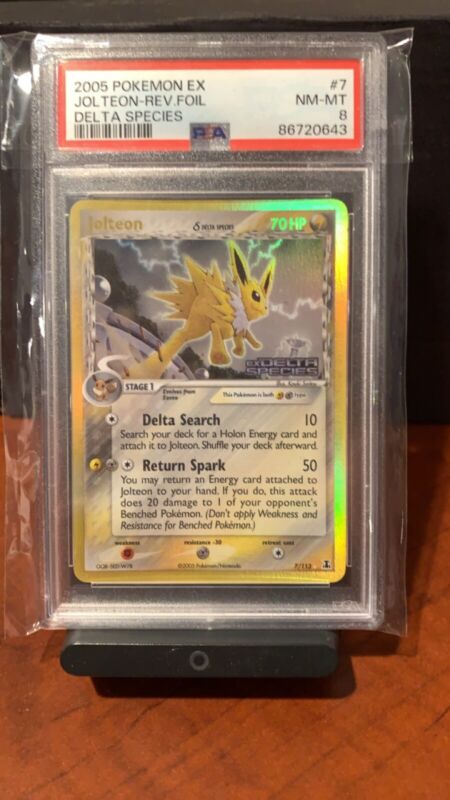 2005 POKEMON EX #7
JOLTEON-REV.FOIL NM-MT
DELTA SPECIES 8
PSA 86720643
Jolteon δ DELTA SPECIES 70 HP
EX DELTA
SPECIES
STAGE 1
Evolves from
Eevee
This Pokémon is both type.
Delta Search 10
Search your deck for a Holon Energy card and
attach it to Jolteon. Shuffle your deck afterward.
Return Spark 50
You may return an Energy card attached to
Jolteon to your hand. If you do, this attack
does 20 damage to 1 of your opponent's
Benched Pokémon. (Don't apply Weakness and
Resistance for Benched Pokémon.)
weakness resistance -30 retreat cost
©2005 Pokémon/Nintendo 7/113